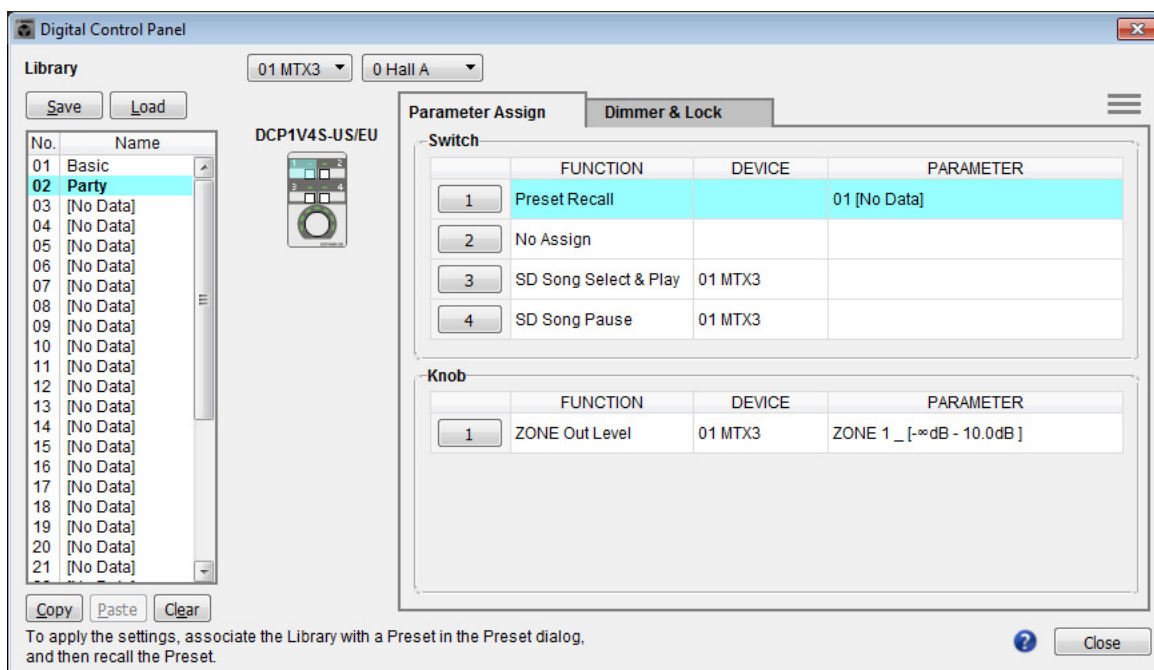 Digital Control Panel
Library
01 MTX3
0 Hall A
Save
Load
No. Name
01 Basic
02 Party
03 [No Data]
04 [No Data]
05 [No Data]
06 [No Data]
07 [No Data]
08 [No Data]
09 [No Data]
10 [No Data]
11 [No Data]
12 [No Data]
13 [No Data]
14 [No Data]
15 [No Data]
16 [No Data]
17 [No Data]
18 [No Data]
19 [No Data]
20 [No Data]
21 [No Data]
Copy
Paste
Clear
DCP1V4S-US/EU
1
2
3
4
Parameter Assign
Dimmer & Lock
Switch
FUNCTION DEVICE PARAMETER
1 Preset Recall 01 [No Data]
2 No Assign
3 SD Song Select & Play 01 MTX3
4 SD Song Pause 01 MTX3
Knob
FUNCTION DEVICE PARAMETER
1 ZONE Out Level 01 MTX3 ZONE 1 _ [-∞dB - 10.0dB ]
To apply the settings, associate the Library with a Preset in the Preset dialog,
and then recall the Preset.
?
Close